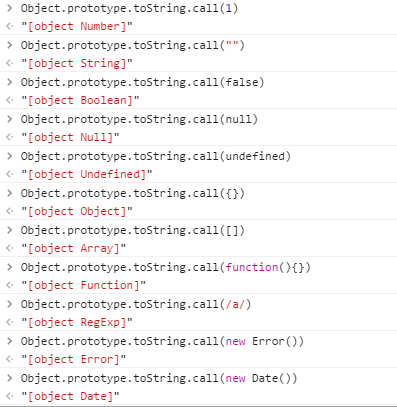 > Object.prototype.toString.call(1)
<· "[object Number]"
> Object.prototype.toString.call("")
<· "[object String]"
> Object.prototype.toString.call(false)
<· "[object Boolean]"
> Object.prototype.toString.call(null)
<· "[object Null]"
> Object.prototype.toString.call(undefined)
<· "[object Undefined]"
> Object.prototype.toString.call({})
<· "[object Object]"
> Object.prototype.toString.call([])
<· "[object Array]"
> Object.prototype.toString.call(function(){})
<· "[object Function]"
> Object.prototype.toString.call(/a/)
<· "[object RegExp]"
> Object.prototype.toString.call(new Error())
<· "[object Error]"
> Object.prototype.toString.call(new Date())
<· "[object Date]"